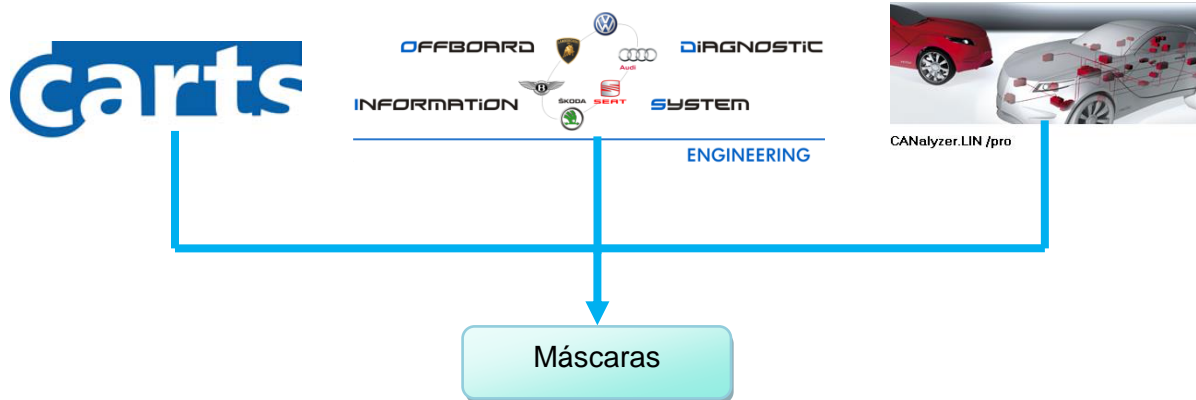 carts
OFFBOARD DiAGNOSTiC
Audi
B
ŠKODA SEAT
INFORMATiON SYSTEM
ENGINEERING
CANalyzer.LIN /pro
Máscaras